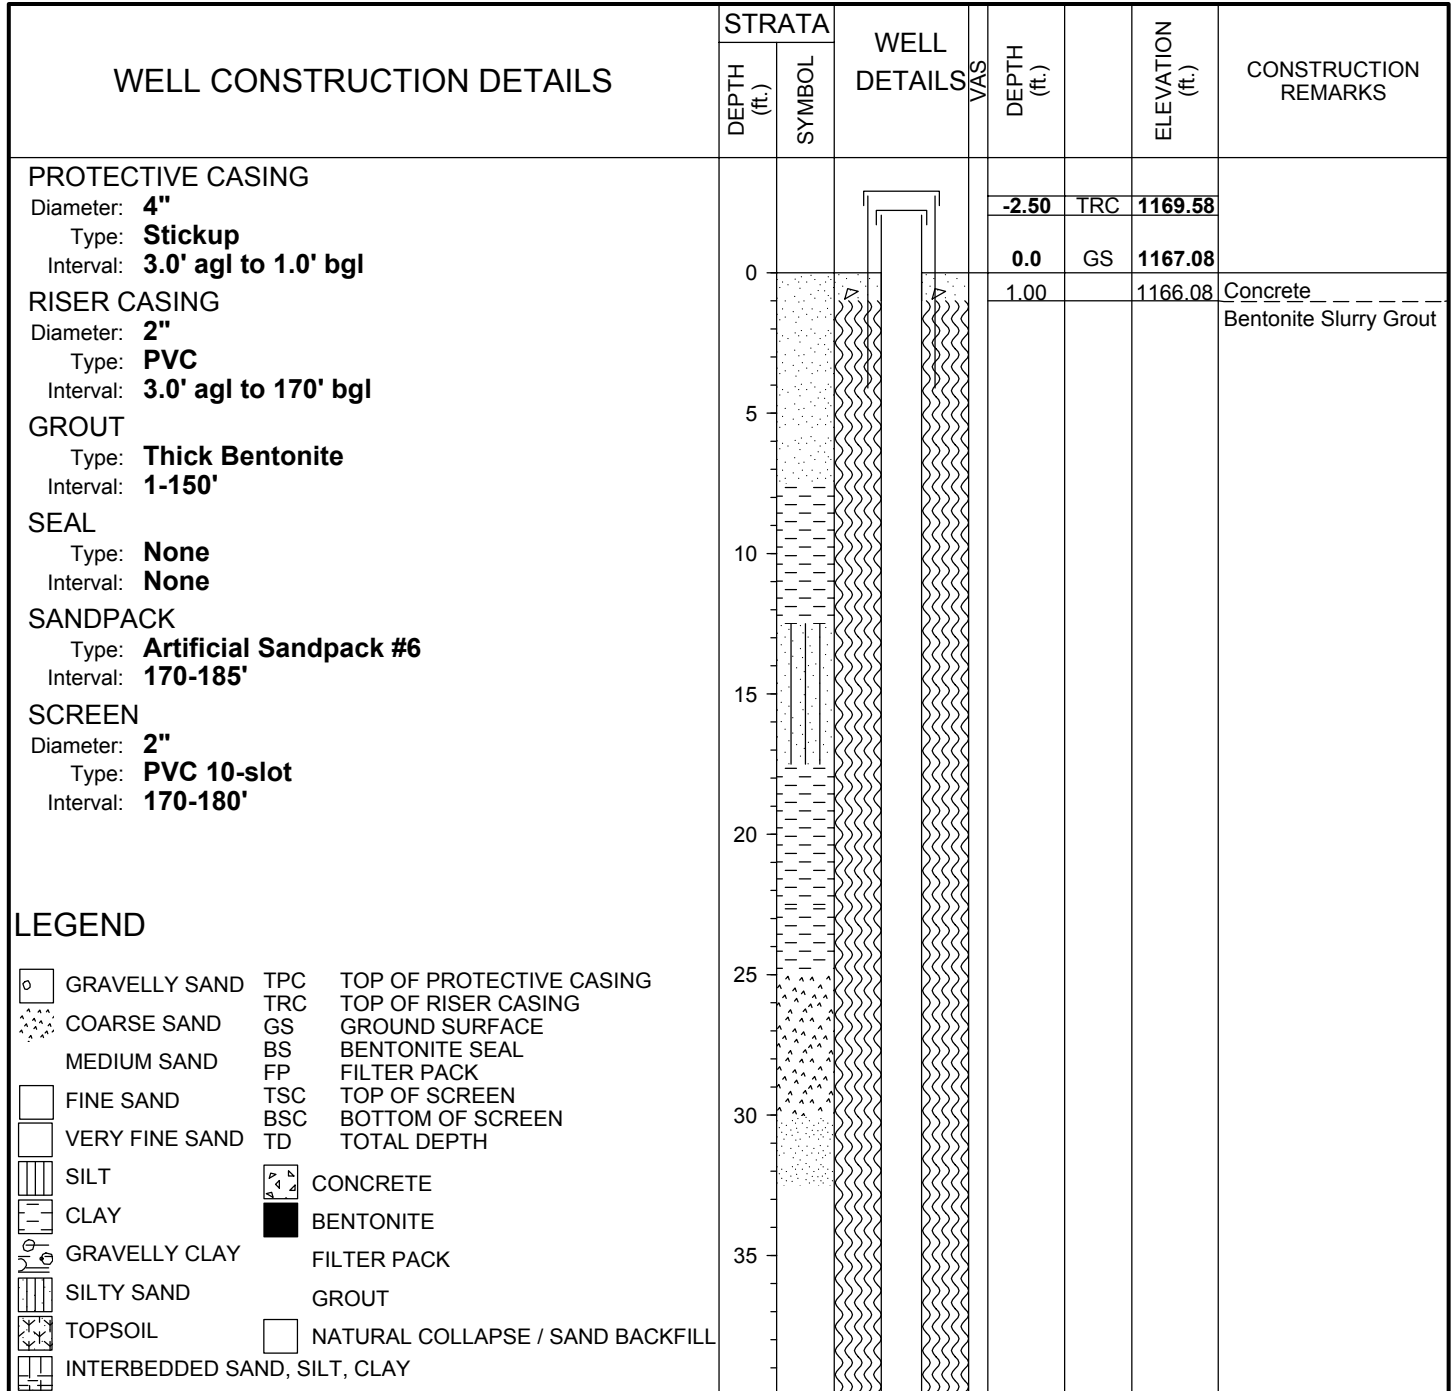 WELL CONSTRUCTION DETAILS
STRATA
DEPTH (ft.)
SYMBOL
WELL DETAILS
VAS
DEPTH (ft.)
ELEVATION (ft.)
CONSTRUCTION REMARKS
PROTECTIVE CASING
Diameter: 4"
Type: Stickup
Interval: 3.0' agl to 1.0' bgl
RISER CASING
Diameter: 2"
Type: PVC
Interval: 3.0' agl to 170' bgl
GROUT
Type: Thick Bentonite
Interval: 1-150'
SEAL
Type: None
Interval: None
SANDPACK
Type: Artificial Sandpack #6
Interval: 170-185'
SCREEN
Diameter: 2"
Type: PVC 10-slot
Interval: 170-180'
LEGEND
GRAVELLY SAND
COARSE SAND
MEDIUM SAND
FINE SAND
VERY FINE SAND
SILT
CLAY
GRAVELLY CLAY
SILTY SAND
TOPSOIL
INTERBEDDED SAND, SILT, CLAY
TPC TOP OF PROTECTIVE CASING
TRC TOP OF RISER CASING
GS GROUND SURFACE
BS BENTONITE SEAL
FP FILTER PACK
TSC TOP OF SCREEN
BSC BOTTOM OF SCREEN
TD TOTAL DEPTH
CONCRETE
BENTONITE
FILTER PACK
GROUT
NATURAL COLLAPSE / SAND BACKFILL
0
5
10
15
20
25
30
35
-2.50 TRC 1169.58
0.0 GS 1167.08
1.00 1166.08 Concrete
Bentonite Slurry Grout